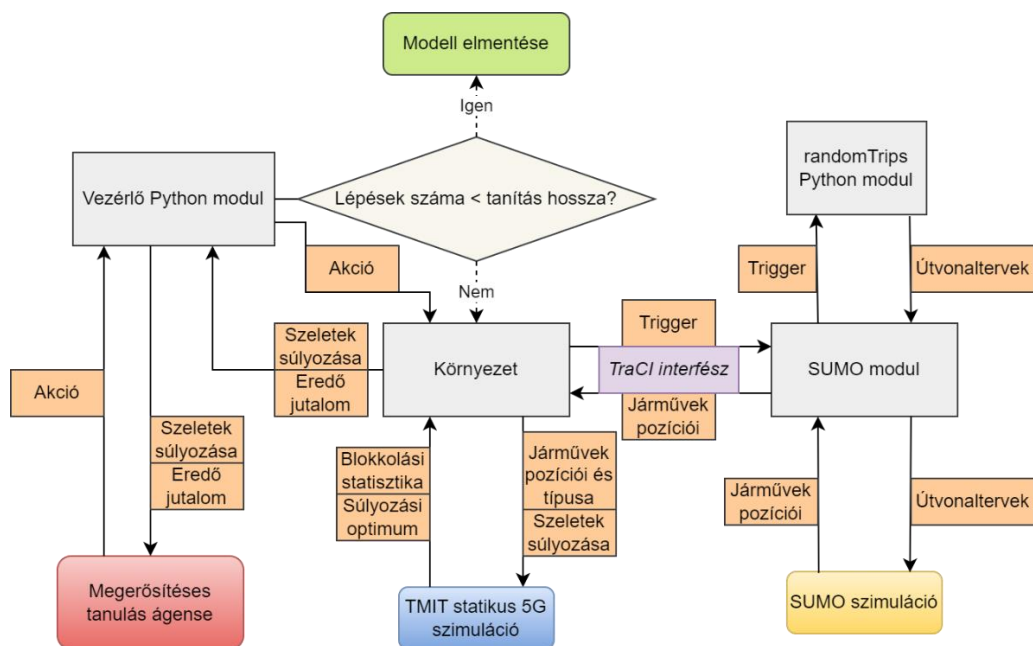 Modell elmentése
Igen
Vezérlő Python modul
Lépések száma < tanítás hossza?
randomTrips
Python modul
Akció
Nem
Trigger
Útvonaltervek
Szeletek
súlyozása
Eredő
jutalom
Környezet
Trigger
TraCI interfész
Járművek
pozíciói
SUMO modul
Akció
Szeletek
súlyozása
Eredő
jutalom
Blokkolási
statisztika
Súlyozási
optimum
Járművek
pozíciói és
típusa
Szeletek
súlyozása
Járművek
pozíciói
Útvonaltervek
Megerősítéses
tanulás ágense
TMIT statikus 5G
szimuláció
SUMO szimuláció